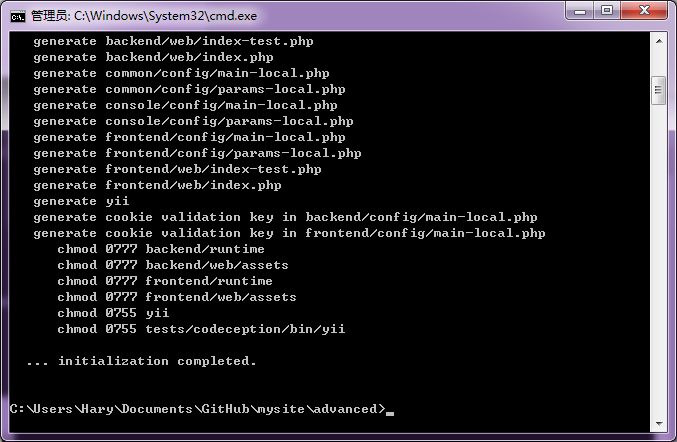 管理员: C:\Windows\System32\cmd.exe
generate backend/web/index-test.php
generate backend/web/index.php
generate common/config/main-local.php
generate common/config/params-local.php
generate console/config/main-local.php
generate console/config/params-local.php
generate frontend/config/main-local.php
generate frontend/config/params-local.php
generate frontend/web/index-test.php
generate frontend/web/index.php
generate yii
generate cookie validation key in backend/config/main-local.php
generate cookie validation key in frontend/config/main-local.php
chmod 0777 backend/runtime
chmod 0777 backend/web/assets
chmod 0777 frontend/runtime
chmod 0777 frontend/web/assets
chmod 0755 yii
chmod 0755 tests/codeception/bin/yii
... initialization completed.
C:\Users\Hary\Documents\GitHub\mysite\advanced>